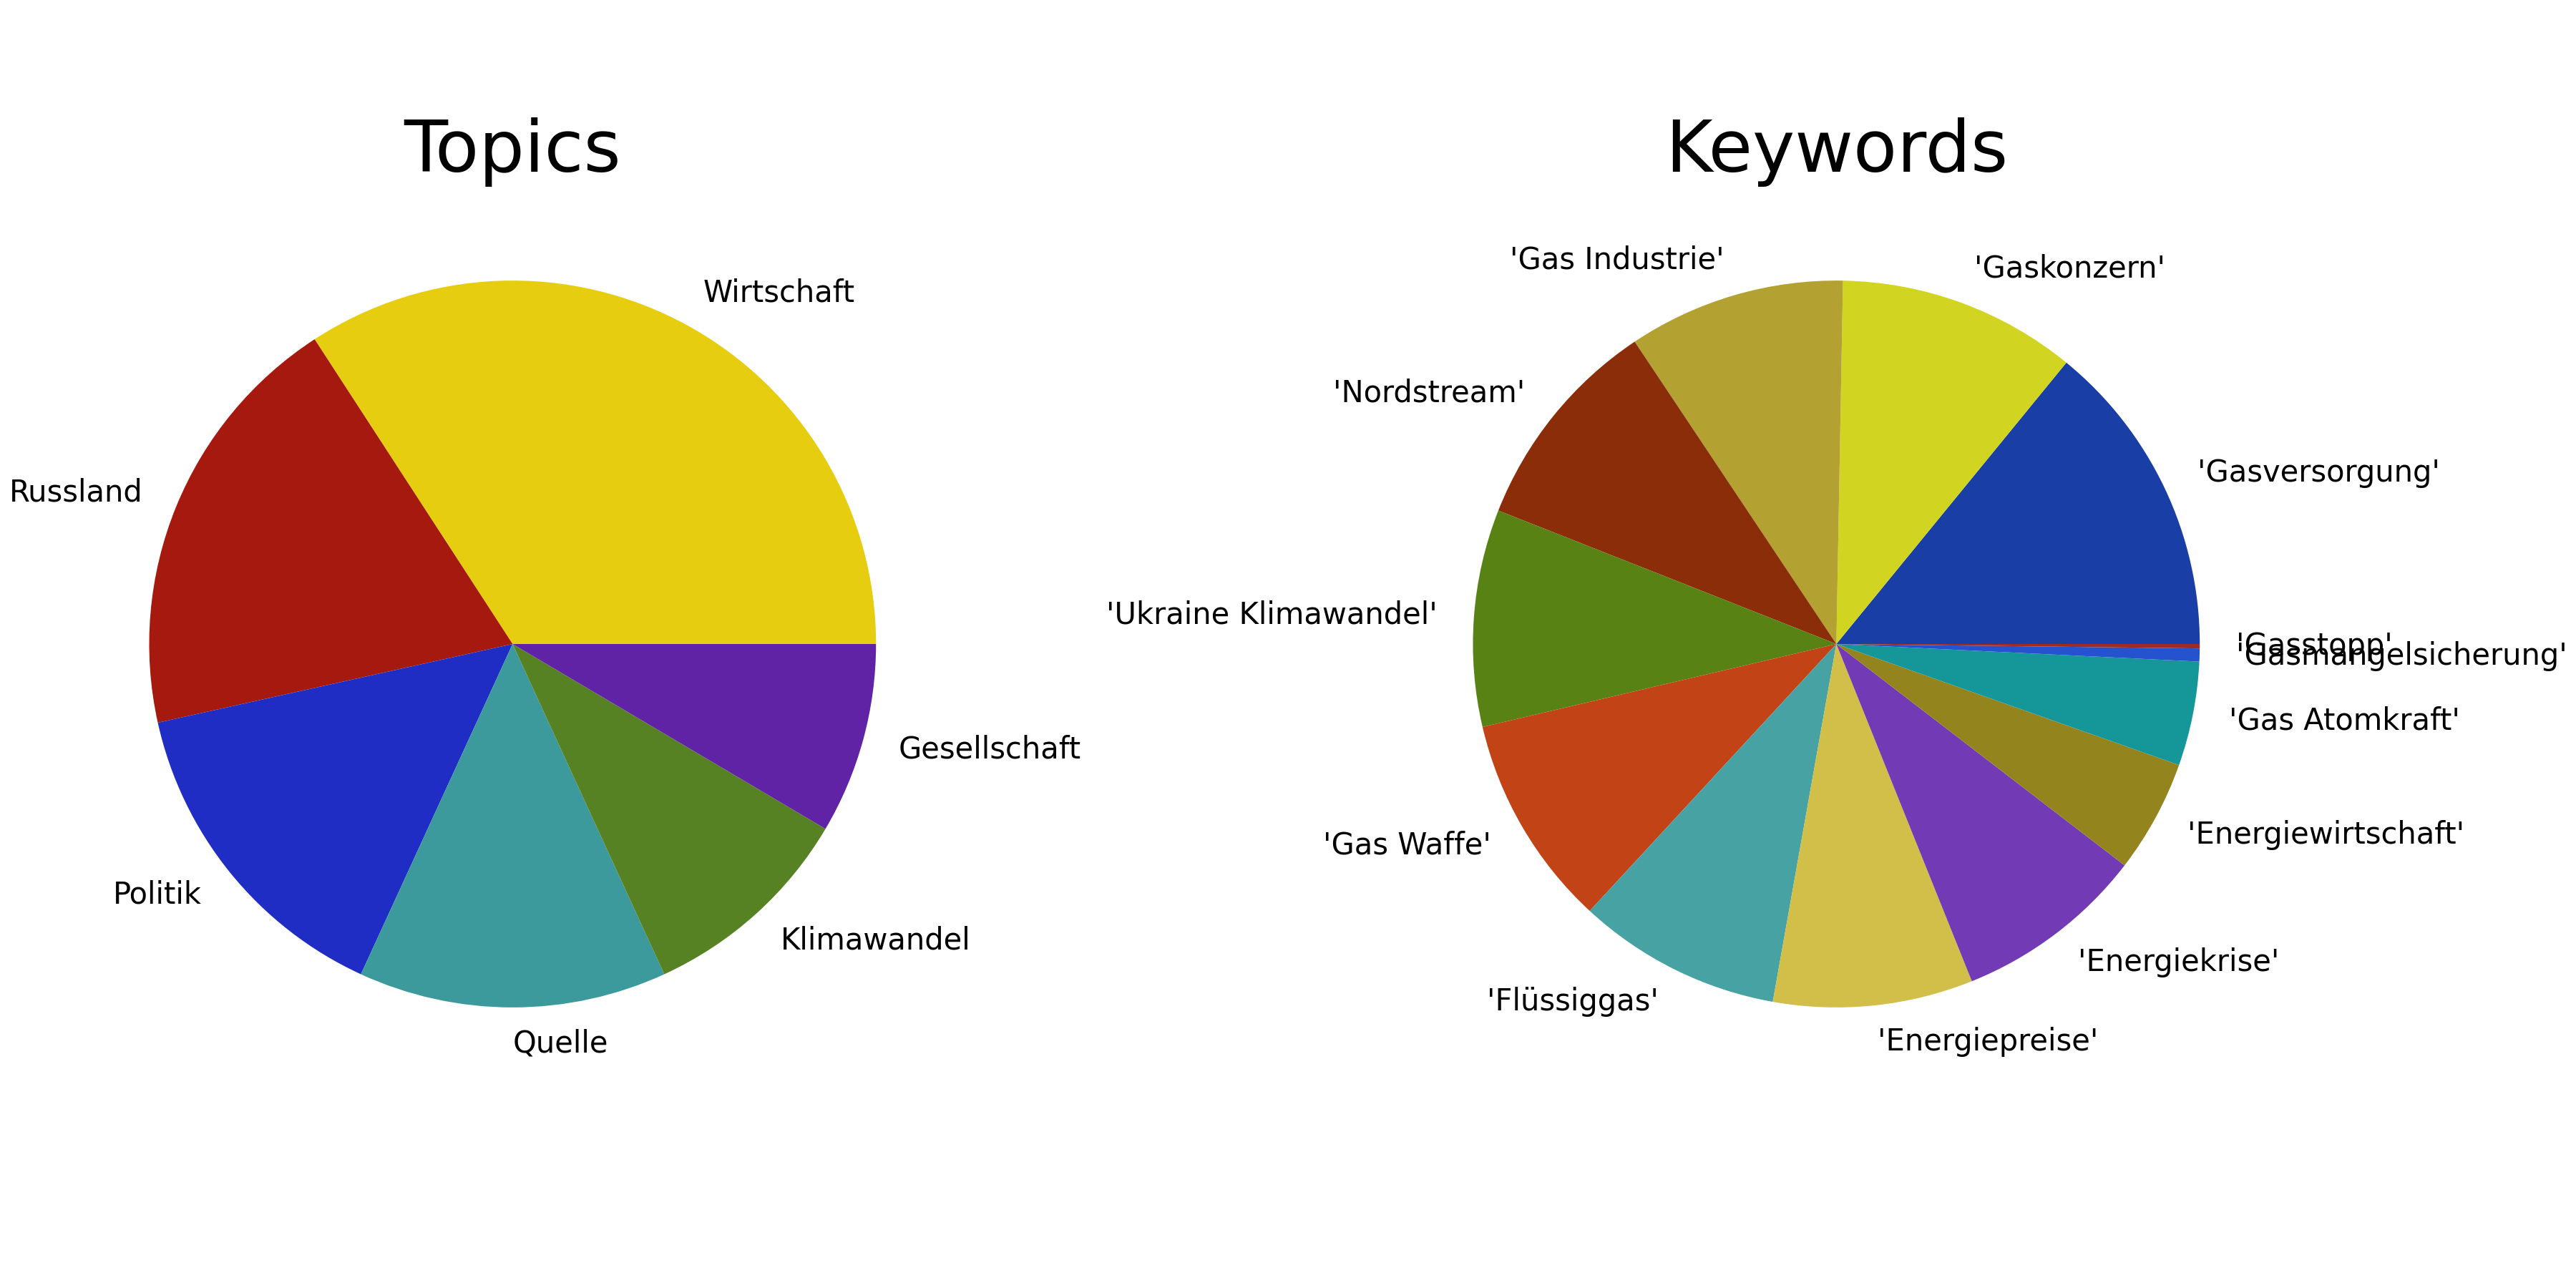 Topics
Wirtschaft
Russland
Politik
Quelle
Klimawandel
Gesellschaft
Keywords
'Gas Industrie'
'Gaskonzern'
'Nordstream'
'Gasversorgung'
'Ukraine Klimawandel'
'Gasstopp'
'Gasmangelsicherung'
'Gas Atomkraft'
'Gas Waffe'
'Energiewirtschaft'
'Energiekrise'
'Flüssiggas'
'Energiepreise'